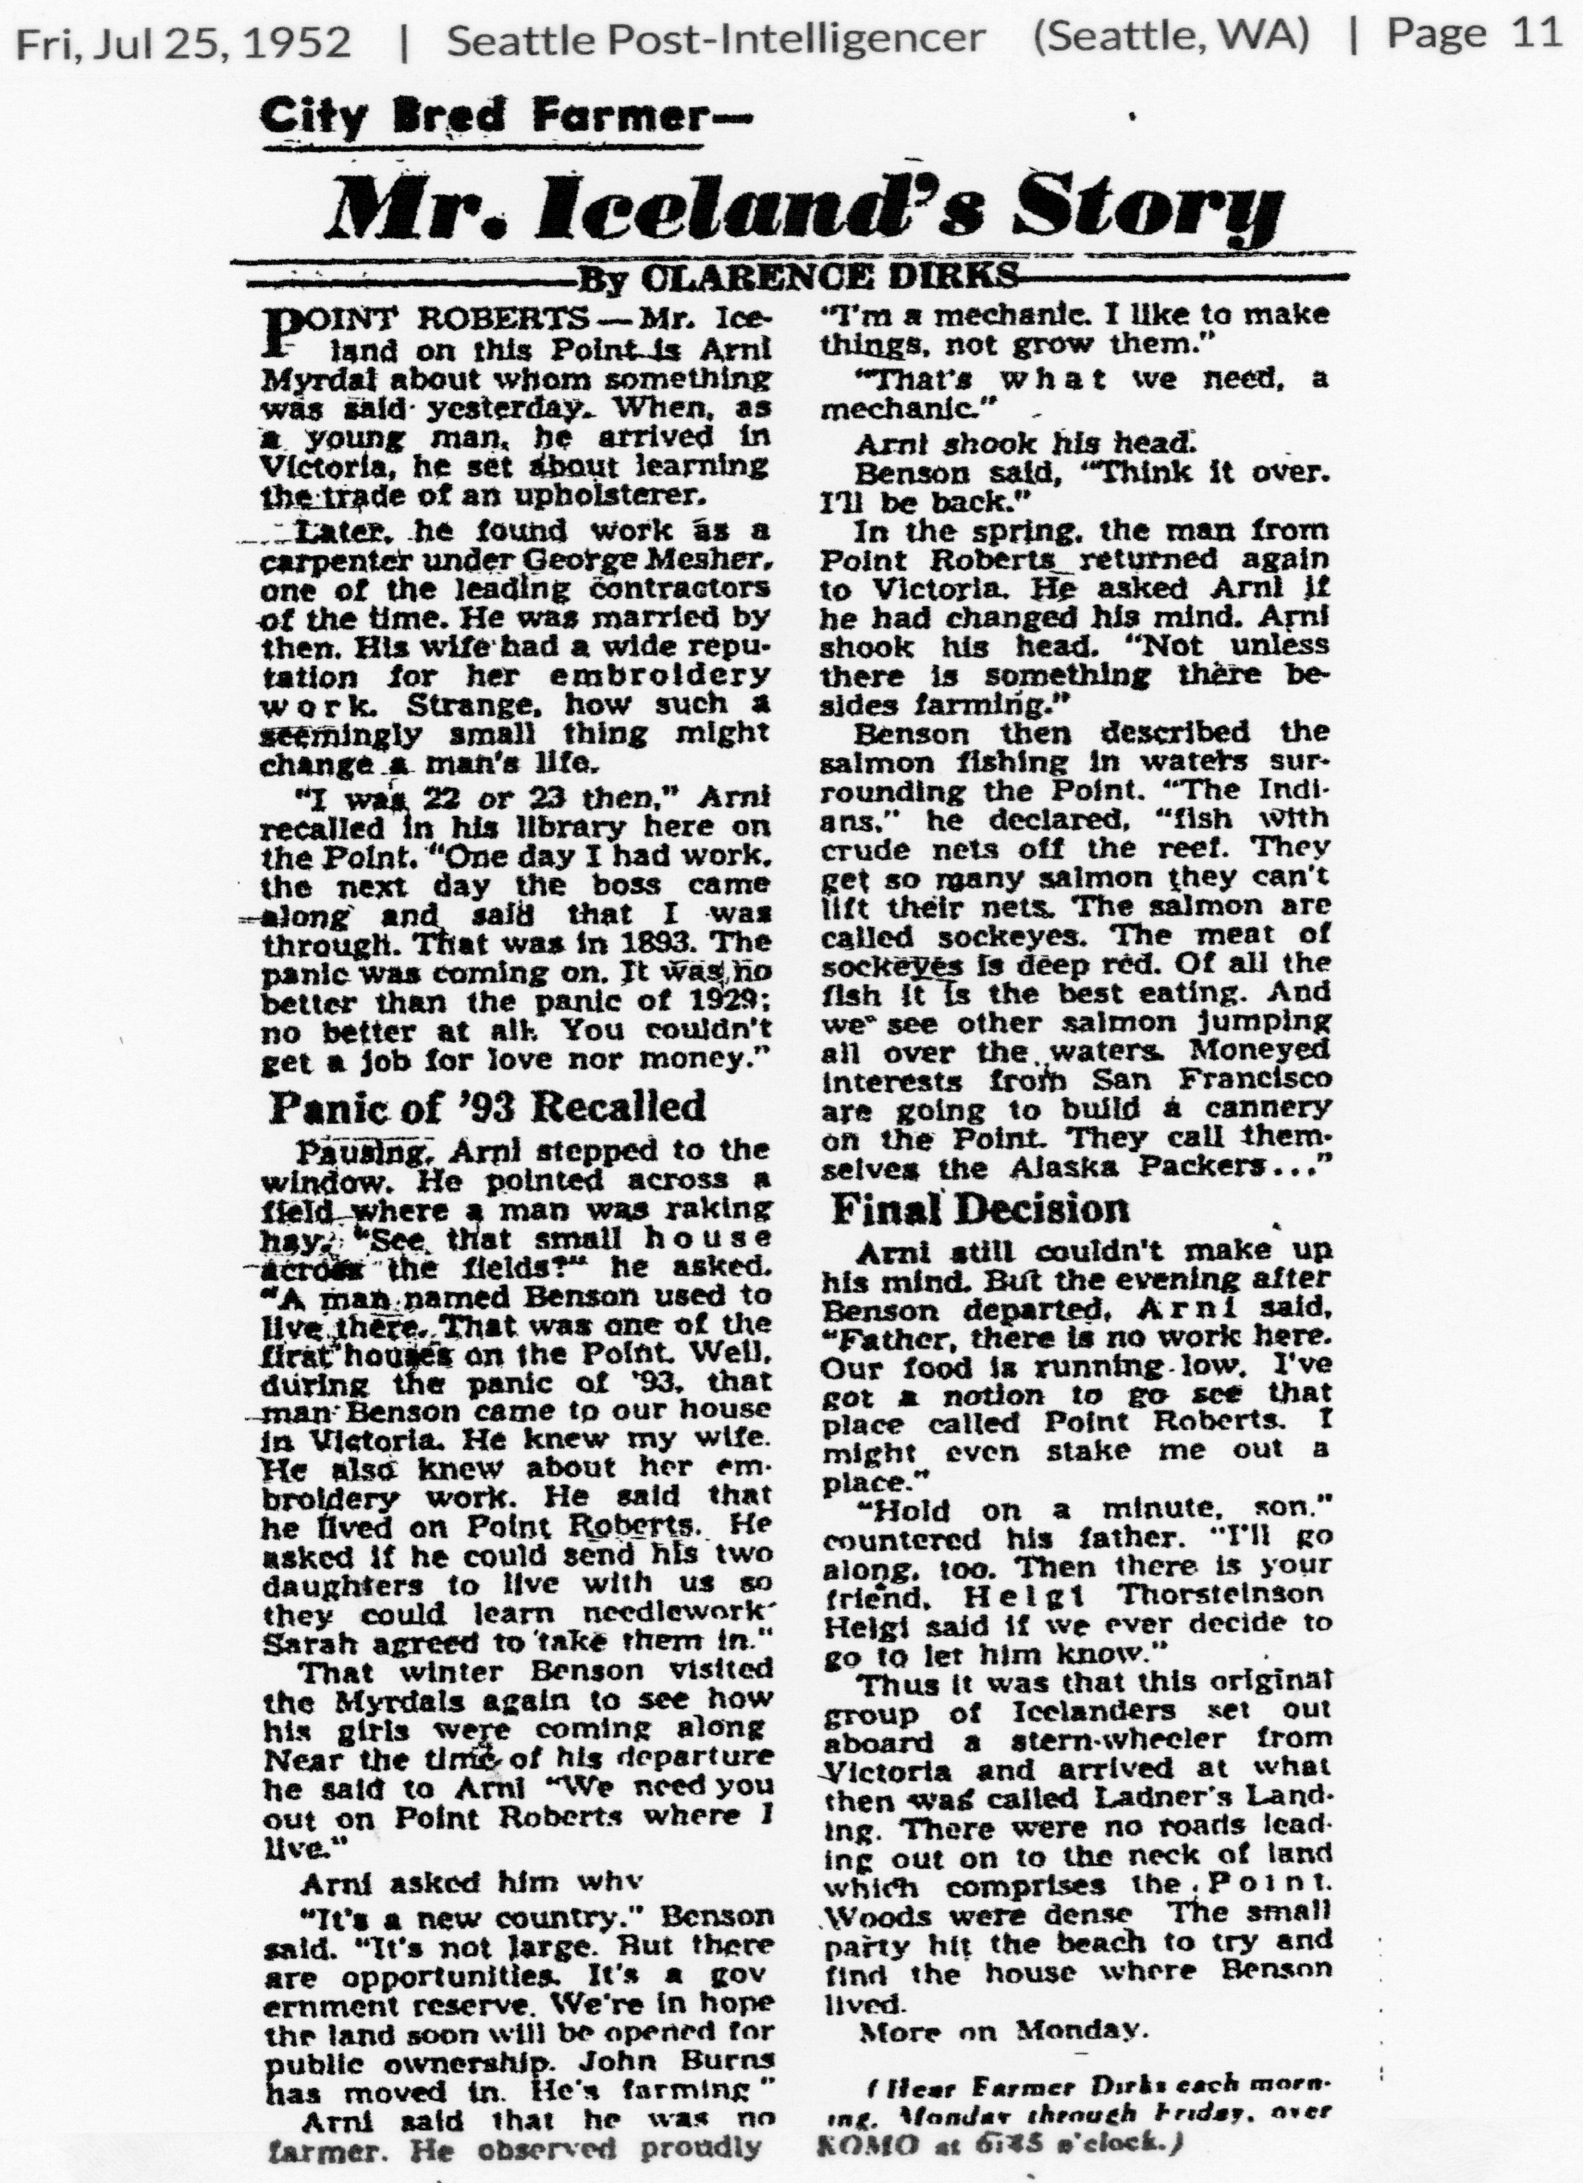 Fri, Jul 25, 1952 | Seattle Post-Intelligencer (Seattle, WA) | Page 11
City Bred Farmer—
Mr. Iceland's Story
By CLARENCE DIRKS
POINT ROBERTS — Mr. Ice-
land on this Point is Arni
Myrdal about whom something
was said yesterday. When, as
a young man, he arrived in
Victoria, he set about learning
the trade of an upholsterer.
Later, he found work as a
carpenter under George Mesher,
one of the leading contractors
of the time. He was married by
then. His wife had a wide repu-
tation for her embroidery
work. Strange, how such a
seemingly small thing might
change a man's life.
"I was 22 or 23 then," Arni
recalled in his library here on
the Point. "One day I had work,
the next day the boss came
along and said that I was
through. That was in 1893. The
panic was coming on. It was no
better than the panic of 1929;
no better at all. You couldn't
get a job for love nor money."
Panic of '93 Recalled
Pausing, Arni stepped to the
window. He pointed across a
field where a man was raking
hay. "See that small house
across the fields?" he asked.
"A man named Benson used to
live there. That was one of the
first houses on the Point. Well,
during the panic of '93, that
man Benson came to our house
in Victoria. He knew my wife.
He also knew about her em-
broidery work. He said that
he lived on Point Roberts. He
asked if he could send his two
daughters to live with us so
they could learn needlework
Sarah agreed to take them in."
That winter Benson visited
the Myrdals again to see how
his girls were coming along
Near the time of his departure
he said to Arni "We need you
out on Point Roberts where I
live."
Arni asked him why
"It's a new country." Benson
said. "It's not large. But there
are opportunities. It's a gov
ernment reserve. We're in hope
the land soon will be opened for
public ownership. John Burns
has moved in. He's farming"
Arni said that he was no
farmer. He observed proudly
"I'm a mechanic. I like to make
things, not grow them."
"That's what we need, a
mechanic."
Arni shook his head.
Benson said, "Think it over.
I'll be back."
In the spring, the man from
Point Roberts returned again
to Victoria. He asked Arni if
he had changed his mind. Arni
shook his head. "Not unless
there is something there be-
sides farming."
Benson then described the
salmon fishing in waters sur-
rounding the Point. "The Indi-
ans," he declared, "fish with
crude nets off the reef. They
get so many salmon they can't
lift their nets. The salmon are
called sockeyes. The meat of
sockeyes is deep red. Of all the
fish it is the best eating. And
we see other salmon jumping
all over the waters. Moneyed
interests from San Francisco
are going to build a cannery
on the Point. They call them-
selves the Alaska Packers..."
Final Decision
Arni still couldn't make up
his mind. But the evening after
Benson departed, Arni said,
"Father, there is no work here.
Our food is running low. I've
got a notion to go see that
place called Point Roberts. I
might even stake me out a
place."
"Hold on a minute, son."
countered his father. "I'll go
along, too. Then there is your
friend, Helgi Thorsteinson
Helgi said if we ever decide to
go to let him know."
Thus it was that this original
group of Icelanders set out
aboard a stern-wheeler from
Victoria and arrived at what
then was called Ladner's Land-
ing. There were no roads lead-
ing out on to the neck of land
which comprises the Point.
Woods were dense The small
party hit the beach to try and
find the house where Benson
lived.
More on Monday.
(Hear Farmer Dirks each morn-
ing, Monday through Friday, over
KOMO at 6:45 o'clock.)